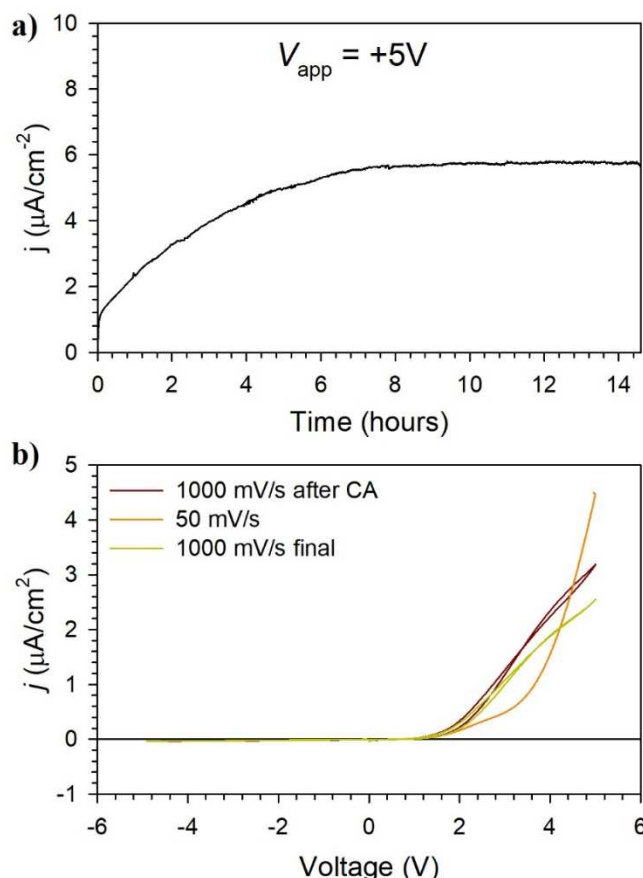 a)
V_app = +5V
10
8
6
4
2
0
j (µA/cm⁻²)
0 2 4 6 8 10 12 14
Time (hours)
b)
1000 mV/s after CA
50 mV/s
1000 mV/s final
5
4
3
2
1
0
-1
j (µA/cm²)
-6 -4 -2 0 2 4 6
Voltage (V)